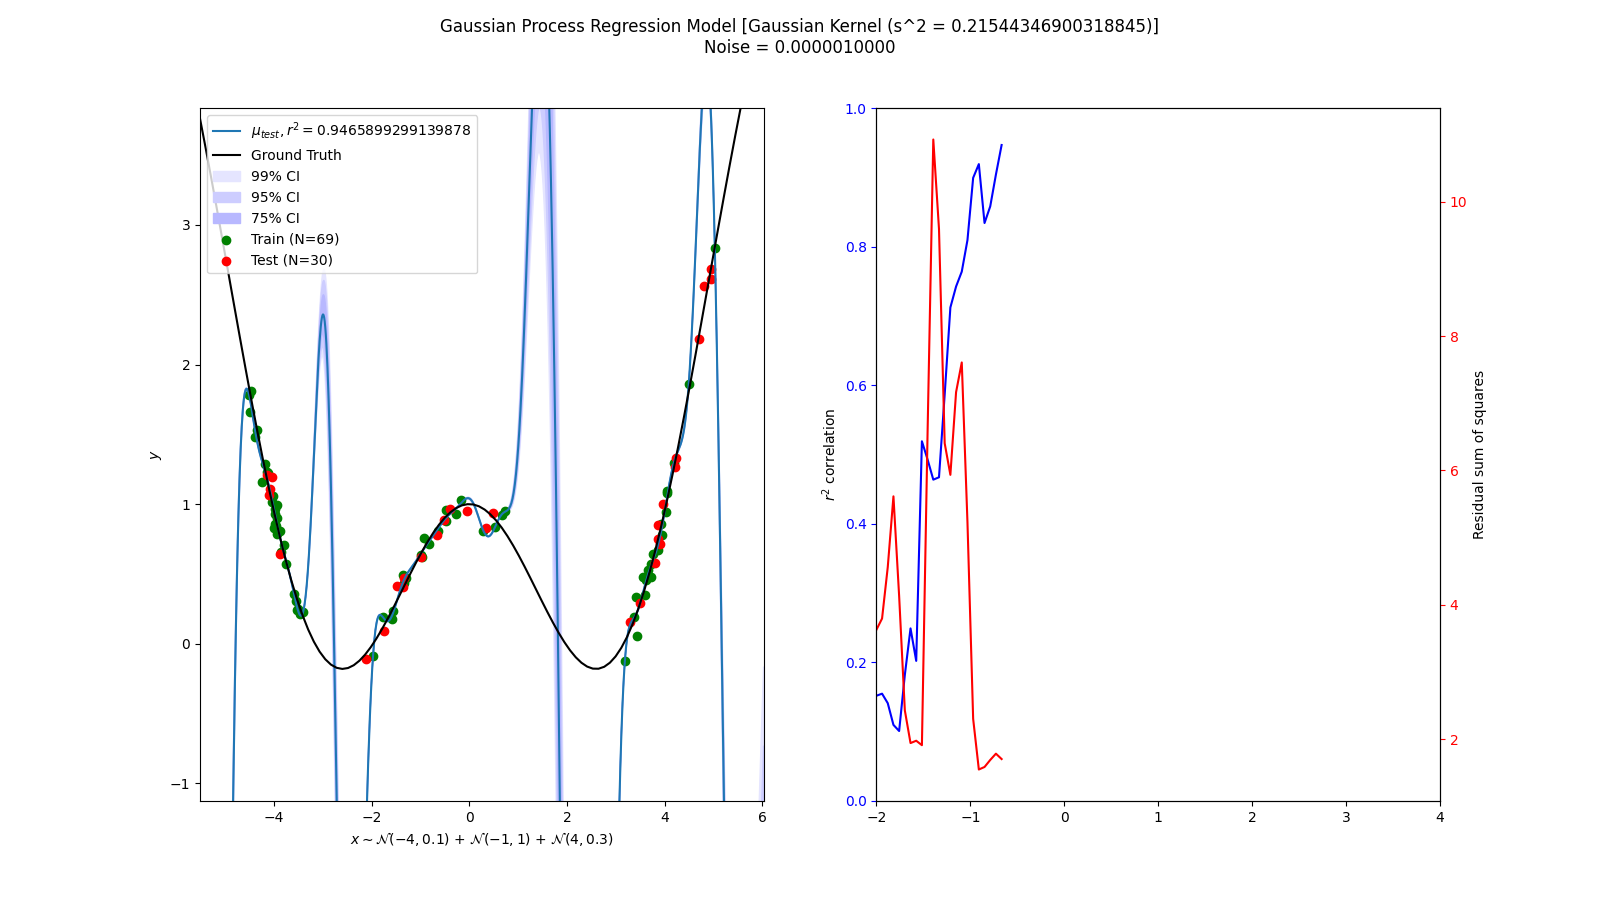 Gaussian Process Regression Model [Gaussian Kernel (s^2 = 0.21544346900318845)]
Noise = 0.0000010000
μ_test, r² = 0.9465899299139878
Ground Truth
99% CI
95% CI
75% CI
Train (N=69)
Test (N=30)
3
2
1
0
−1
y
−4
−2
0
2
4
6
x ~ 𝒩(−4, 0.1) + 𝒩(−1, 1) + 𝒩(4, 0.3)
1.0
0.8
0.6
0.4
0.2
0.0
r² correlation
−2
−1
0
1
2
3
4
10
8
6
4
2
Residual sum of squares